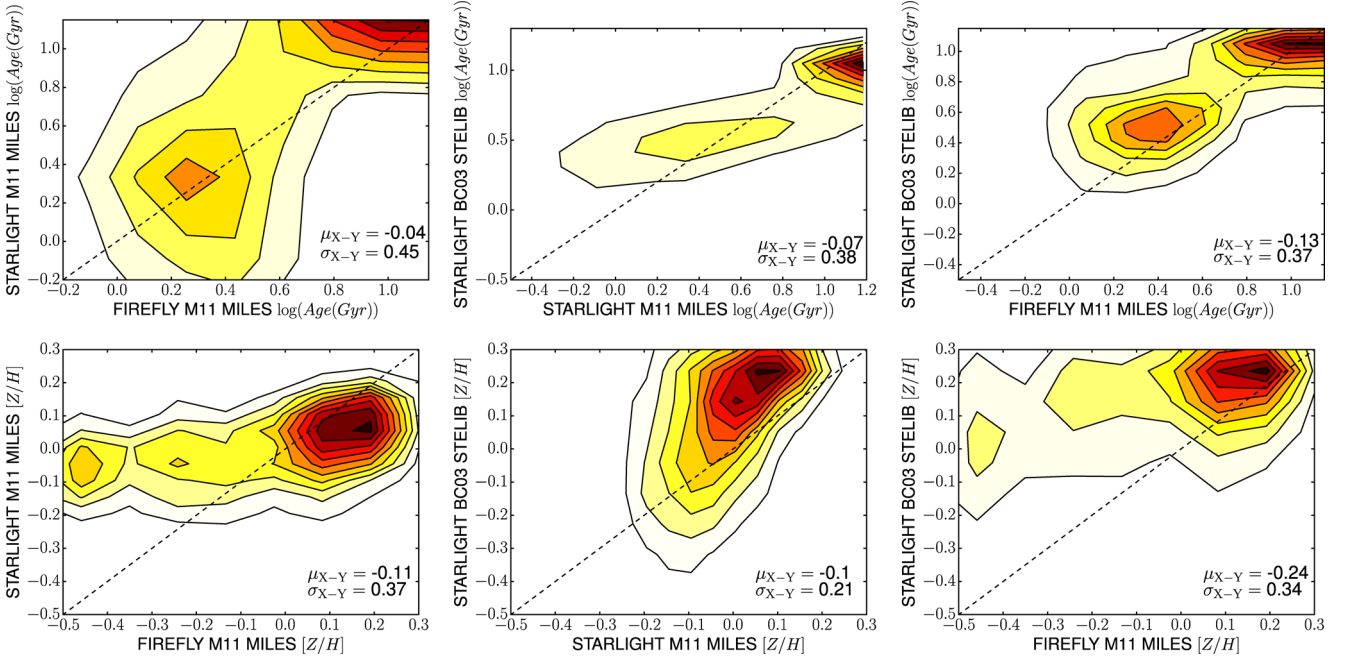 STARLIGHT M11 MILES log(Age(Gyr))
1.0
0.8
0.6
0.4
0.2
0.0
−0.2
−0.2 0.0 0.2 0.4 0.6 0.8 1.0
FIREFLY M11 MILES log(Age(Gyr))
μX−Y = -0.04
σX−Y = 0.45
STARLIGHT BC03 STELIB log(Age(Gyr))
1.0
0.5
0.0
−0.5
−0.4 −0.2 0.0 0.2 0.4 0.6 0.8 1.0 1.2
STARLIGHT M11 MILES log(Age(Gyr))
μX−Y = -0.07
σX−Y = 0.38
STARLIGHT BC03 STELIB log(Age(Gyr))
1.0
0.8
0.6
0.4
0.2
0.0
−0.2
−0.4
−0.4 −0.2 0.0 0.2 0.4 0.6 0.8 1.0
FIREFLY M11 MILES log(Age(Gyr))
μX−Y = -0.13
σX−Y = 0.37
STARLIGHT M11 MILES [Z/H]
0.3
0.2
0.1
0.0
−0.1
−0.2
−0.3
−0.4
−0.5
−0.5 −0.4 −0.3 −0.2 −0.1 0.0 0.1 0.2 0.3
FIREFLY M11 MILES [Z/H]
μX−Y = -0.11
σX−Y = 0.37
STARLIGHT BC03 STELIB [Z/H]
0.3
0.2
0.1
0.0
−0.1
−0.2
−0.3
−0.4
−0.5
−0.5 −0.4 −0.3 −0.2 −0.1 0.0 0.1 0.2 0.3
STARLIGHT M11 MILES [Z/H]
μX−Y = -0.1
σX−Y = 0.21
STARLIGHT BC03 STELIB [Z/H]
0.3
0.2
0.1
0.0
−0.1
−0.2
−0.3
−0.4
−0.5
−0.5 −0.4 −0.3 −0.2 −0.1 0.0 0.1 0.2 0.3
FIREFLY M11 MILES [Z/H]
μX−Y = -0.24
σX−Y = 0.34